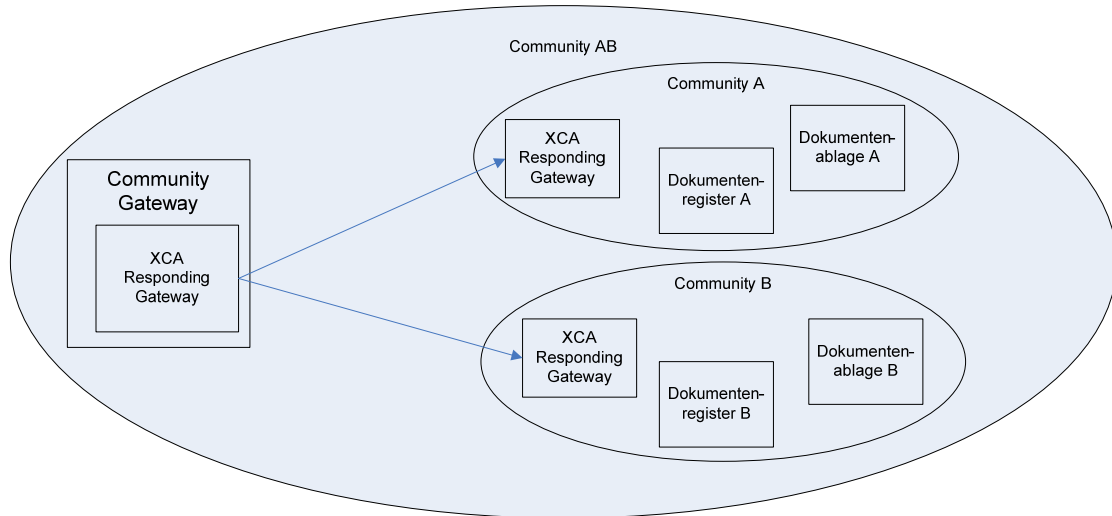 Community AB
Community
Gateway
XCA
Responding
Gateway
Community A
XCA
Responding
Gateway
Dokumenten-
register A
Dokumenten-
ablage A
Community B
XCA
Responding
Gateway
Dokumenten-
register B
Dokumenten-
ablage B